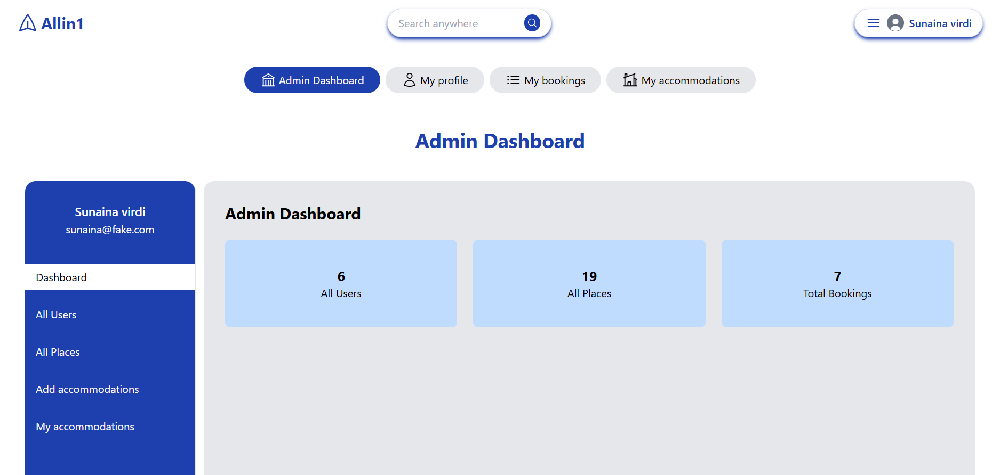 Allin1
Search anywhere
Sunaina virdi
Admin Dashboard
My profile
My bookings
My accommodations
Admin Dashboard
Sunaina virdi
sunaina@fake.com
Dashboard
All Users
All Places
Add accommodations
My accommodations
Admin Dashboard
6
All Users
19
All Places
7
Total Bookings